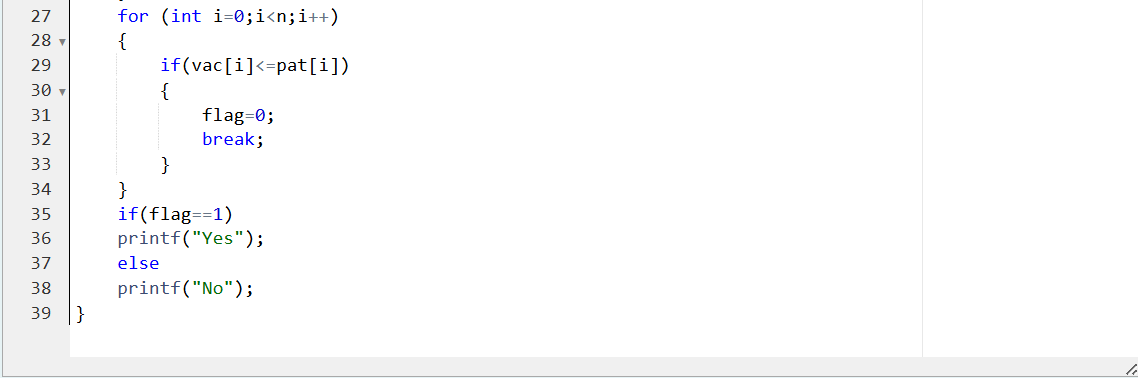 27 for (int i=0;i<n;i++)
28 {
29 if(vac[i]<=pat[i])
30 {
31 flag=0;
32 break;
33 }
34 }
35 if(flag==1)
36 printf("Yes");
37 else
38 printf("No");
39 }